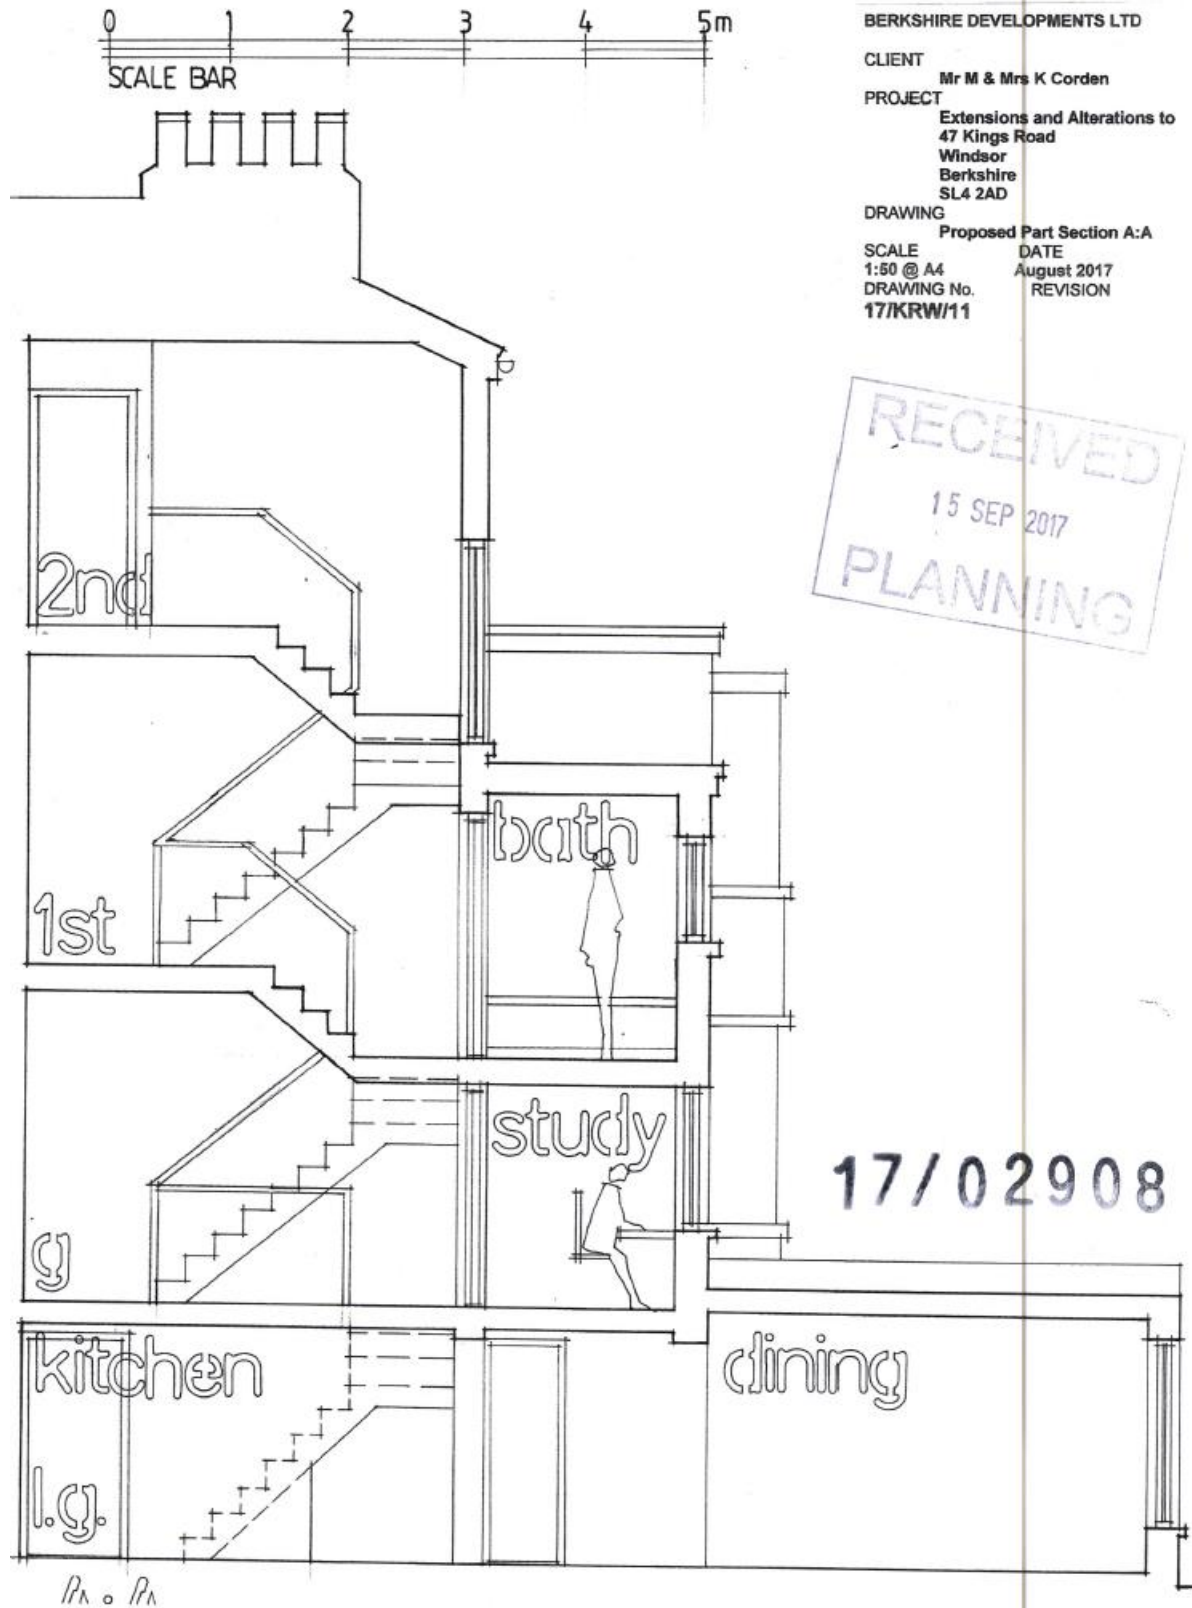 0 1 2 3 4 5m
SCALE BAR
BERKSHIRE DEVELOPMENTS LTD
CLIENT
Mr M & Mrs K Corden
PROJECT
Extensions and Alterations to
47 Kings Road
Windsor
Berkshire
SL4 2AD
DRAWING
Proposed Part Section A:A
SCALE DATE
1:50 @ A4 August 2017
DRAWING No. REVISION
17/KRW/11
RECEIVED
15 SEP 2017
PLANNING
2nd
bath
1st
study
17/02908
g
kitchen
dining
l.g.